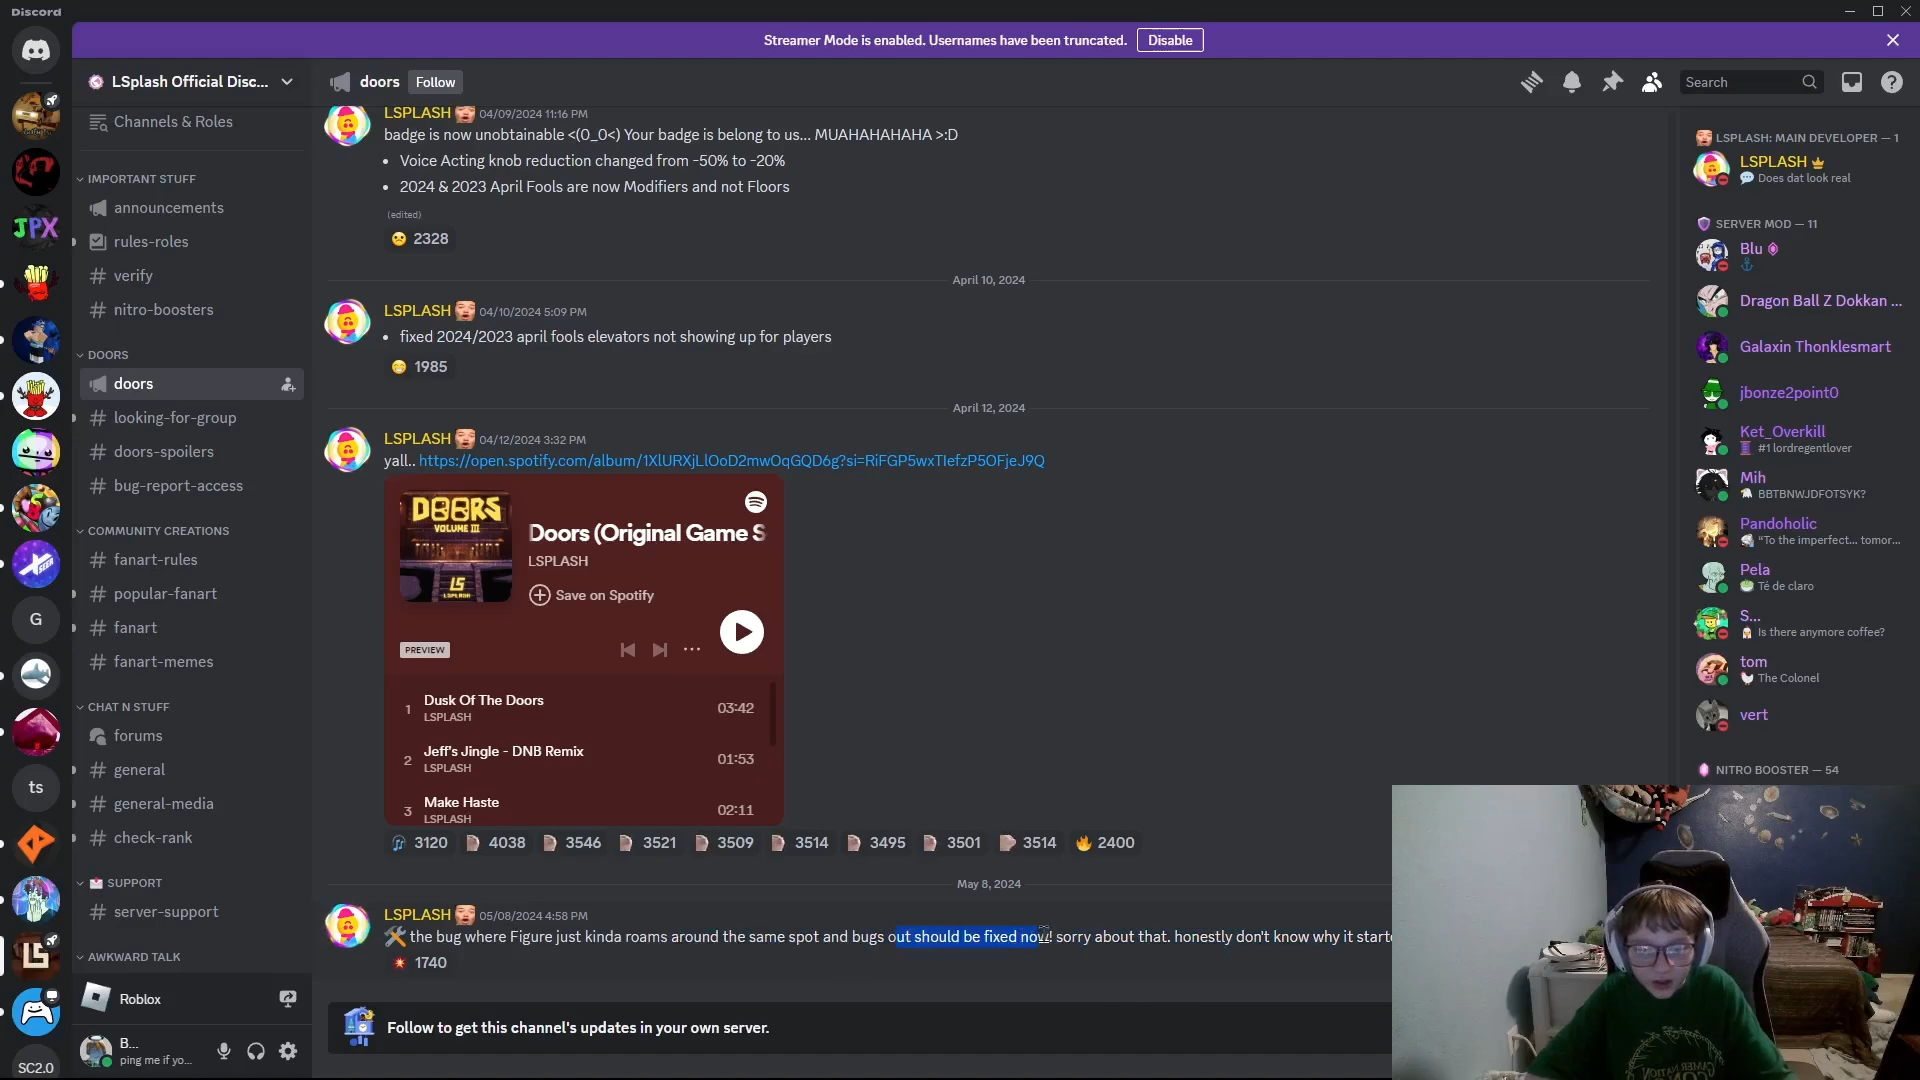 Discord
Streamer Mode is enabled. Usernames have been truncated.
Disable
LSplash Official Disc...
doors
Follow
Search
Channels & Roles
IMPORTANT STUFF
announcements
rules-roles
verify
nitro-boosters
DOORS
doors
looking-for-group
doors-spoilers
bug-report-access
COMMUNITY CREATIONS
fanart-rules
popular-fanart
fanart
fanart-memes
CHAT N STUFF
forums
general
general-media
check-rank
SUPPORT
server-support
AWKWARD TALK
Roblox
B...
ping me if yo...
JPX
G
ts
LS
SC2.0
LSPLASH 04/09/2024 11:16 PM
badge is now unobtainable <(0_0<) Your badge is belong to us... MUAHAHAHAHA >:D
• Voice Acting knob reduction changed from -50% to -20%
• 2024 & 2023 April Fools are now Modifiers and not Floors
(edited)
2328
April 10, 2024
LSPLASH 04/10/2024 5:09 PM
• fixed 2024/2023 april fools elevators not showing up for players
1985
April 12, 2024
LSPLASH 04/12/2024 3:32 PM
yall.. https://open.spotify.com/album/1XlURXjLlOoD2mwOqGQD6g?si=RiFGP5wxTIefzP5OFjeJ9Q
DOORS
VOLUME III
LS
LSPLASH
Doors (Original Game S
LSPLASH
Save on Spotify
PREVIEW
1 Dusk Of The Doors 03:42
LSPLASH
2 Jeff's Jingle - DNB Remix 01:53
LSPLASH
3 Make Haste 02:11
LSPLASH
3120 4038 3546 3521 3509 3514 3495 3501 3514 2400
May 8, 2024
LSPLASH 05/08/2024 4:58 PM
the bug where Figure just kinda roams around the same spot and bugs out should be fixed now! sorry about that. honestly don't know why it starte
1740
Follow to get this channel's updates in your own server.
LSPLASH: MAIN DEVELOPER — 1
LSPLASH
Does dat look real
SERVER MOD — 11
Blu
Dragon Ball Z Dokkan ...
Galaxin Thonklesmart
jbonze2point0
Ket_Overkill
#1 lordregentlover
Mih
BBTBNWJDFOTSYK?
Pandoholic
"To the imperfect... tomor...
Pela
Té de claro
S...
Is there anymore coffee?
tom
The Colonel
vert
NITRO BOOSTER — 54